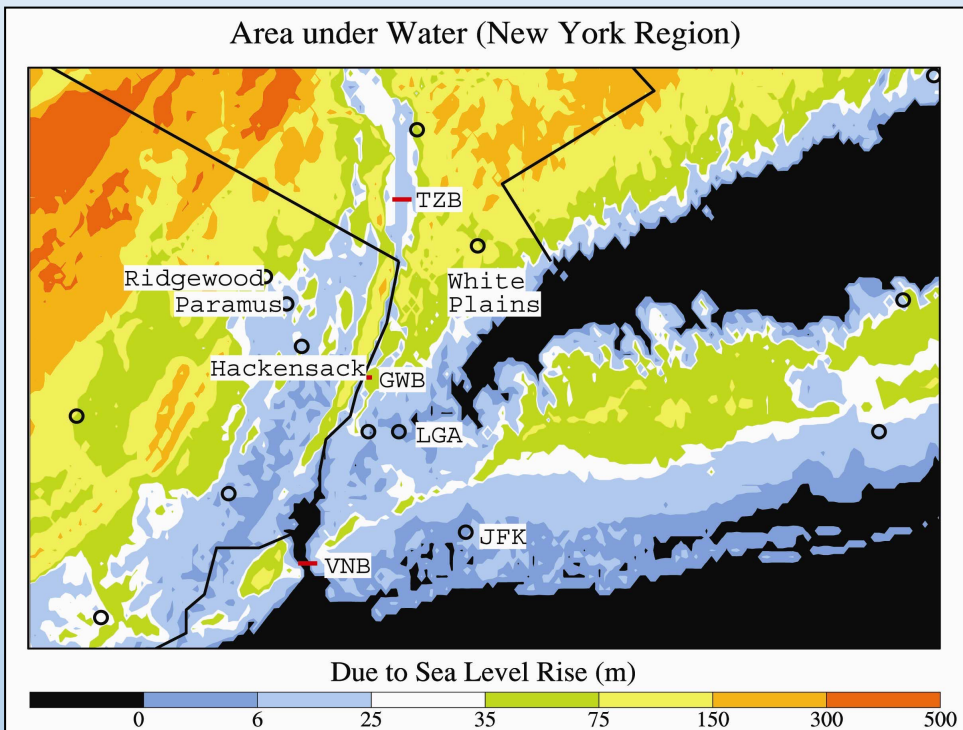 Area under Water (New York Region)
TZB
Ridgewood
White
Plains
Paramus
Hackensack
GWB
LGA
JFK
VNB
Due to Sea Level Rise (m)
0 6 25 35 75 150 300 500